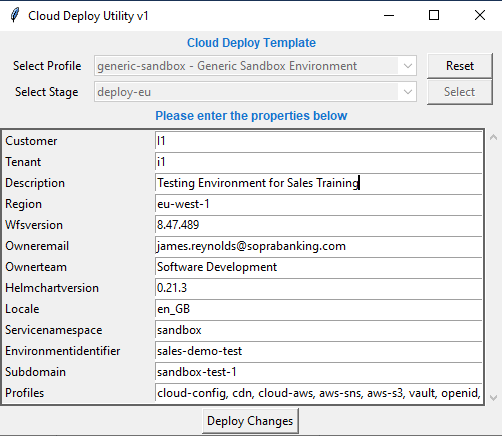 Cloud Deploy Utility v1
Cloud Deploy Template
Select Profile generic-sandbox - Generic Sandbox Environment Reset
Select Stage deploy-eu Select
Please enter the properties below
Customer l1
Tenant i1
Description Testing Environment for Sales Training
Region eu-west-1
Wfsversion 8.47.489
Owneremail james.reynolds@soprabanking.com
Ownerteam Software Development
Helmchartversion 0.21.3
Locale en_GB
Servicenamespace sandbox
Environmentidentifier sales-demo-test
Subdomain sandbox-test-1
Profiles cloud-config, cdn, cloud-aws, aws-sns, aws-s3, vault, openid,
Deploy Changes